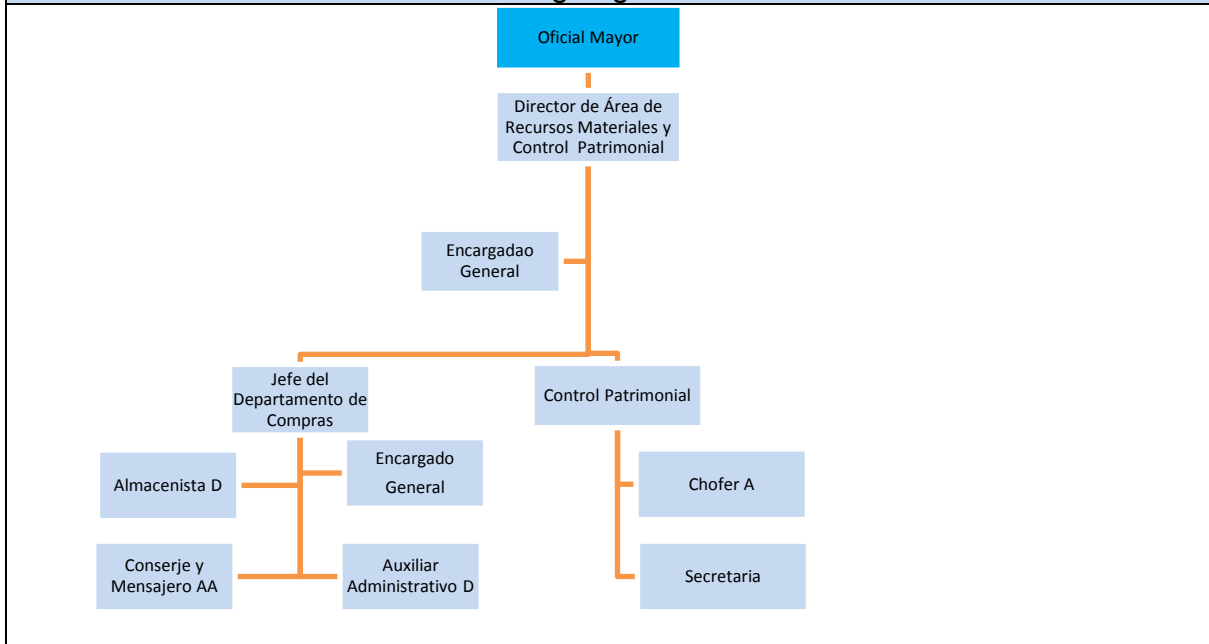 Oficial Mayor
Director de Área de
Recursos Materiales y
Control Patrimonial
Encargadao
General
Jefe del
Departamento de
Compras
Control Patrimonial
Almacenista D
Encargado
General
Chofer A
Conserje y
Mensajero AA
Auxiliar
Administrativo D
Secretaria